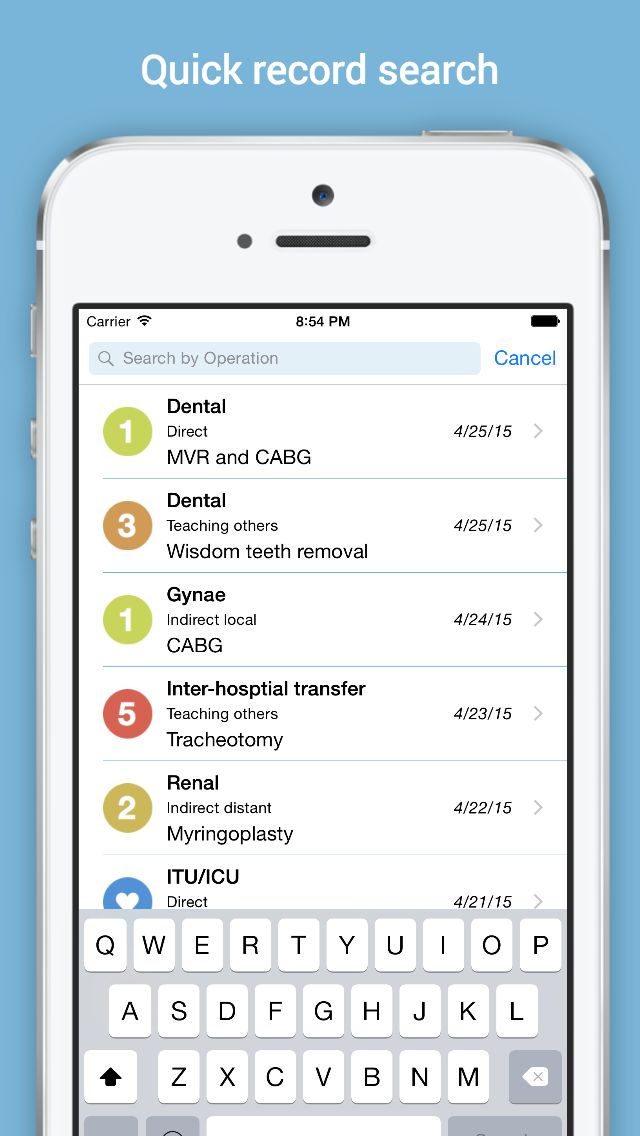 Quick record search
Carrier 8:54 PM
Search by Operation Cancel
Dental
1 Direct 4/25/15
MVR and CABG
Dental
3 Teaching others 4/25/15
Wisdom teeth removal
Gynae
1 Indirect local 4/24/15
CABG
Inter-hosptial transfer
5 Teaching others 4/23/15
Tracheotomy
Renal
2 Indirect distant 4/22/15
Myringoplasty
ITU/ICU
Direct 4/21/15
Q W E R T Y U I O P
A S D F G H J K L
Z X C V B N M